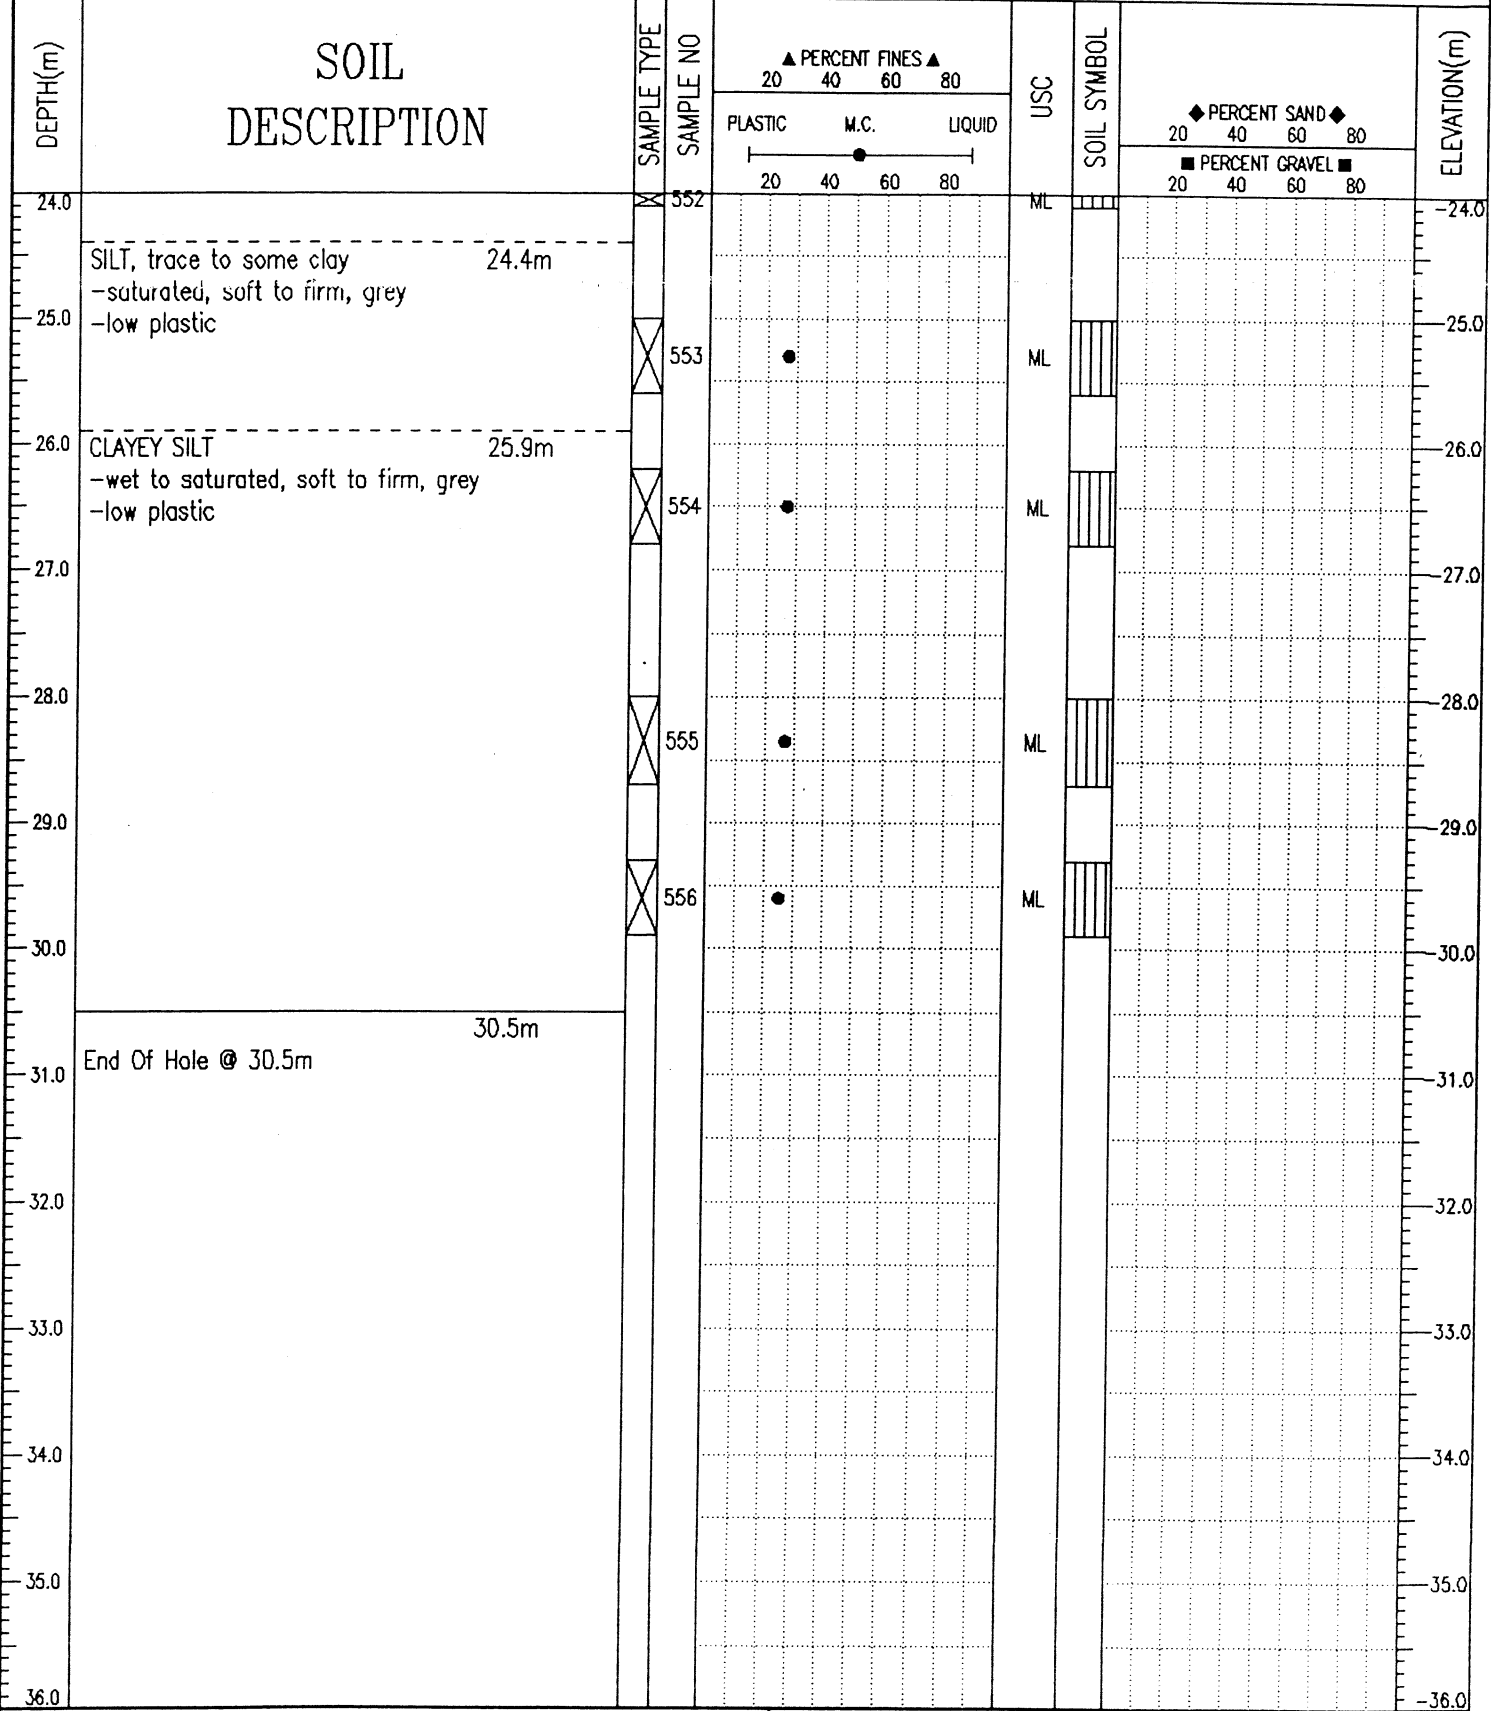 DEPTH(m)
SOIL
DESCRIPTION
SAMPLE TYPE
SAMPLE NO
▲ PERCENT FINES ▲
20 40 60 80
PLASTIC M.C. LIQUID
20 40 60 80
USC
SOIL SYMBOL
◆ PERCENT SAND ◆
20 40 60 80
■ PERCENT GRAVEL ■
20 40 60 80
ELEVATION(m)
24.0 552 ML -24.0
SILT, trace to some clay 24.4m
-saturated, soft to firm, grey
25.0 -low plastic -25.0
553 ML
26.0 CLAYEY SILT 25.9m -26.0
-wet to saturated, soft to firm, grey
-low plastic 554 ML
27.0 -27.0
28.0 -28.0
555 ML
29.0 -29.0
556 ML
30.0 -30.0
30.5m
End Of Hole @ 30.5m
31.0 -31.0
32.0 -32.0
33.0 -33.0
34.0 -34.0
35.0 -35.0
36.0 -36.0